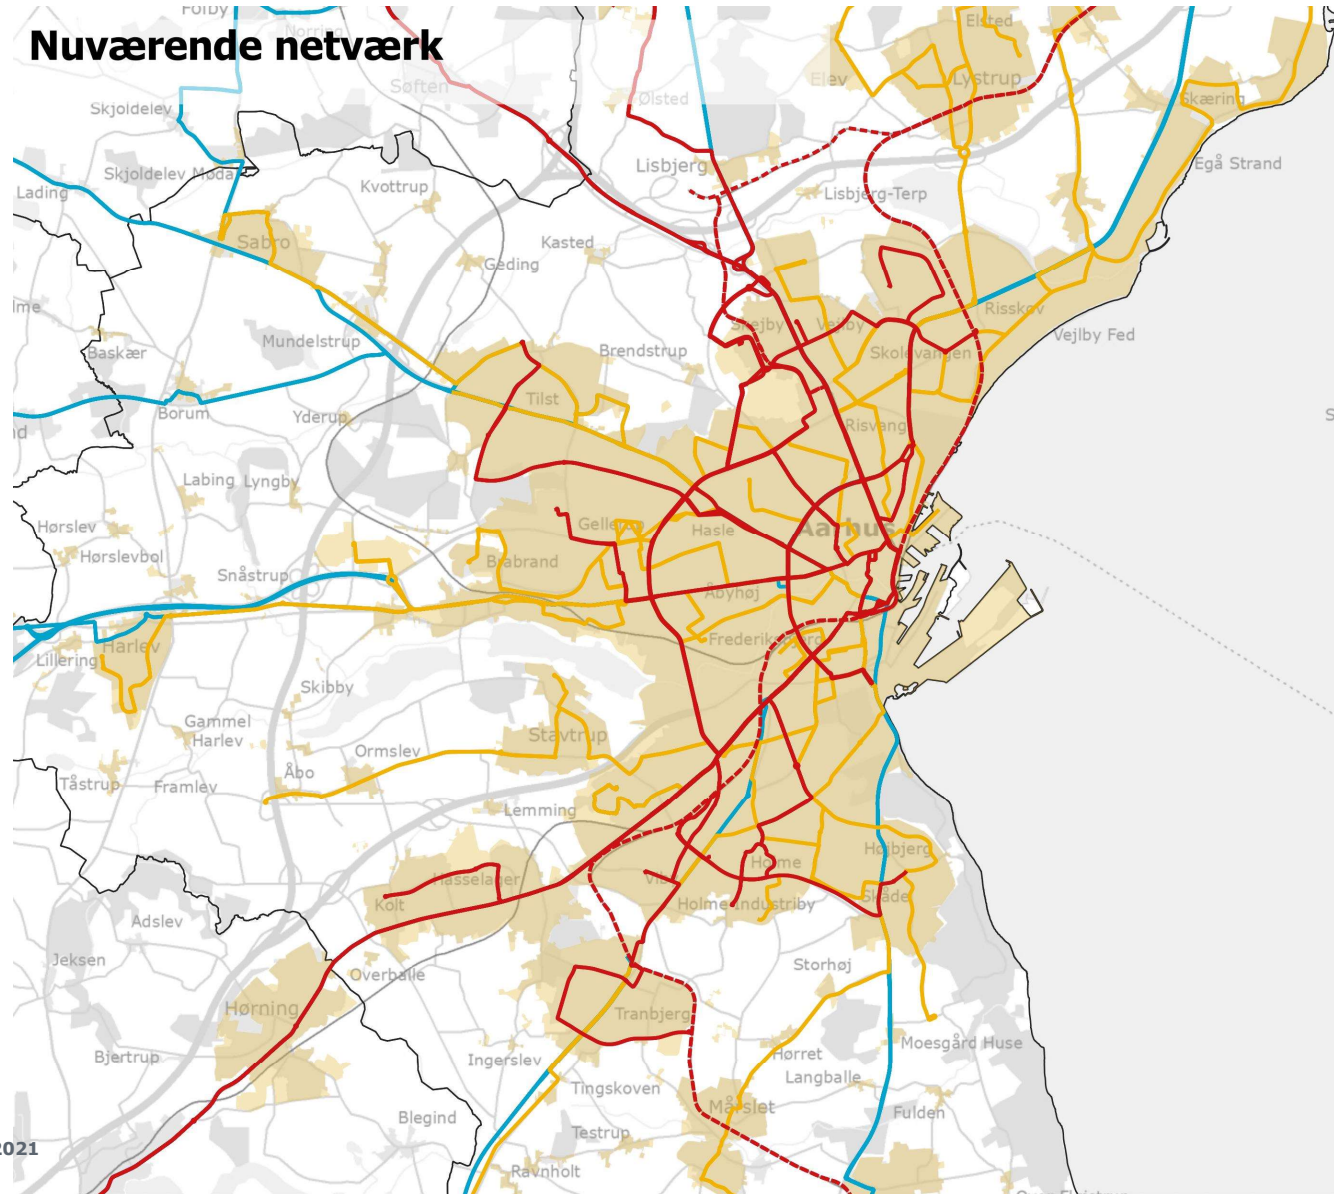 Folby
Norring
Nuværende netværk
Elsted
Søften
Elev
Lystrup
Ølsted
Skæring
Skjoldelev
Lisbjerg
Egå Strand
Skjoldelev Møda
Kvottrup
Lading
Lisbjerg-Terp
Sabro
Kasted
Geding
Risskov
Skejby
Vejlby
Vejlby Fed
Mundelstrup
Baskær
Brendstrup
Skolevangen
Tilst
Borum
Yderup
Risvang
Labing
Lyngby
Hørslev
Gellerup
Hasle
Aarhus
Hørslevbol
Brabrand
Snåstrup
Åbyhøj
Frederiksbjerg
Harlev
Lillering
Skibby
Gammel
Harlev
Stavtrup
Ormslev
Åbo
Tåstrup
Framlev
Lemming
Højbjerg
Holme
Hasselager
Viby
Kolt
Holme Industriby
Skåde
Adslev
Jeksen
Storhøj
Overballe
Hørning
Tranbjerg
Moesgård Huse
Bjertrup
Ingerslev
Hørret
Langballe
Tingskoven
Mårslet
Blegind
Fulden
Testrup
2021
Ravnholt